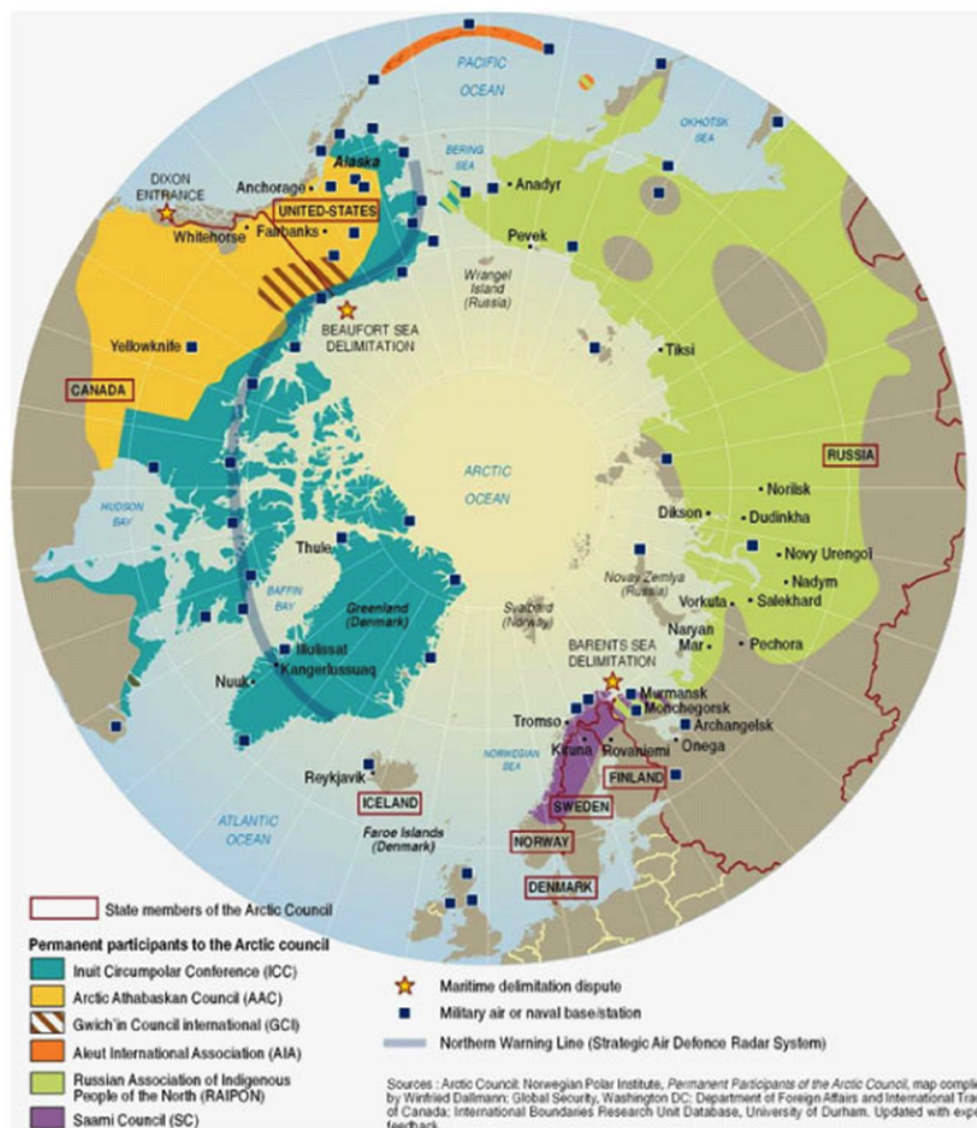 PACIFIC
OCEAN
OKHOTSK
SEA
BERING
SEA
Alaska
DIXON
ENTRANCE
Anchorage
Anadyr
UNITED-STATES
Whitehorse
Fairbanks
Pevek
Wrangel
Island
(Russia)
BEAUFORT SEA
DELIMITATION
Yellowknife
Tiksi
CANADA
RUSSIA
ARCTIC
OCEAN
Norilsk
HUDSON
BAY
Dikson
Dudinkha
Thule
Novy Urengoï
BAFFIN
BAY
Novay Zemlya
(Russia)
Nadym
Greenland
(Denmark)
Svalbard
(Norway)
Vorkuta
Salekhard
Naryan
Mar
Pechora
BARENTS SEA
DELIMITATION
Illulissat
Kangerlussuaq
Nuuk
Murmansk
Monchegorsk
Tromso
Archangelsk
Kiruna
Rovaniemi
Onega
NORWEGIAN
SEA
Reykjavik
FINLAND
ICELAND
SWEDEN
ATLANTIC
OCEAN
Faroe Islands
(Denmark)
NORWAY
DENMARK
State members of the Arctic Council
Permanent participants to the Arctic council
Inuit Circumpolar Conference (ICC)
Arctic Athabaskan Council (AAC)
Gwich'in Council international (GCI)
Aleut International Association (AIA)
Russian Association of Indigenous
People of the North (RAIPON)
Saami Council (SC)
Maritime delimitation dispute
Military air or naval base/station
Northern Warning Line (Strategic Air Defence Radar System)
Sources : Arctic Council; Norwegian Polar Institute, Permanent Participants of the Arctic Council, map complie
by Winfried Dallmann; Global Security, Washington DC; Department of Foreign Affairs and International Trad
of Canada; International Boundaries Research Unit Database, University of Durham. Updated with expe
feedback